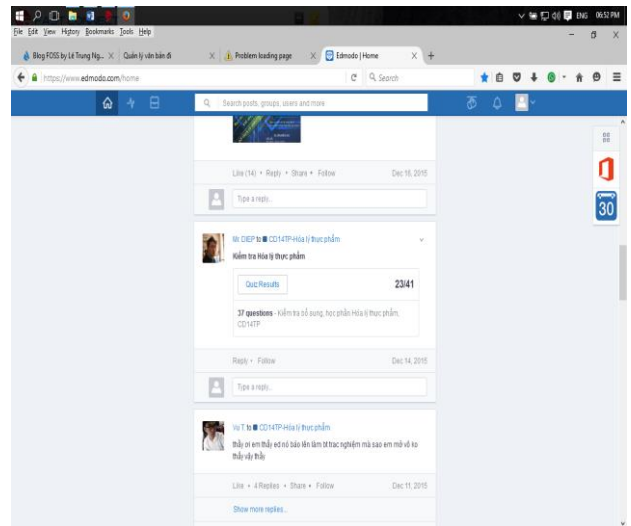 ENG 06:52 PM
File Edit View History Bookmarks Tools Help
Blog FOSS by Lê Trung Ng... Quản lý văn bản đi Problem loading page Edmodo | Home
https://www.edmodo.com/home Search
Search posts, groups, users and more
Like (14) • Reply • Share • Follow Dec 16, 2015
Type a reply...
30
Mr. DIEP to CD14TP-Hóa lý thực phẩm
Kiểm tra Hóa lý thực phẩm
Quiz Results 23/41
37 questions - Kiểm tra bổ sung, học phần Hóa lý thực phẩm,
CD14TP
Reply • Follow Dec 14, 2015
Type a reply...
Vu T. to CD14TP-Hóa lý thực phẩm
thầy ơi em thấy ed nó báo lên làm bt trac nghiệm mà sao em mở vô ko
thấy vậy thầy
Like • 4 Replies • Share • Follow Dec 11, 2015
Show more replies...